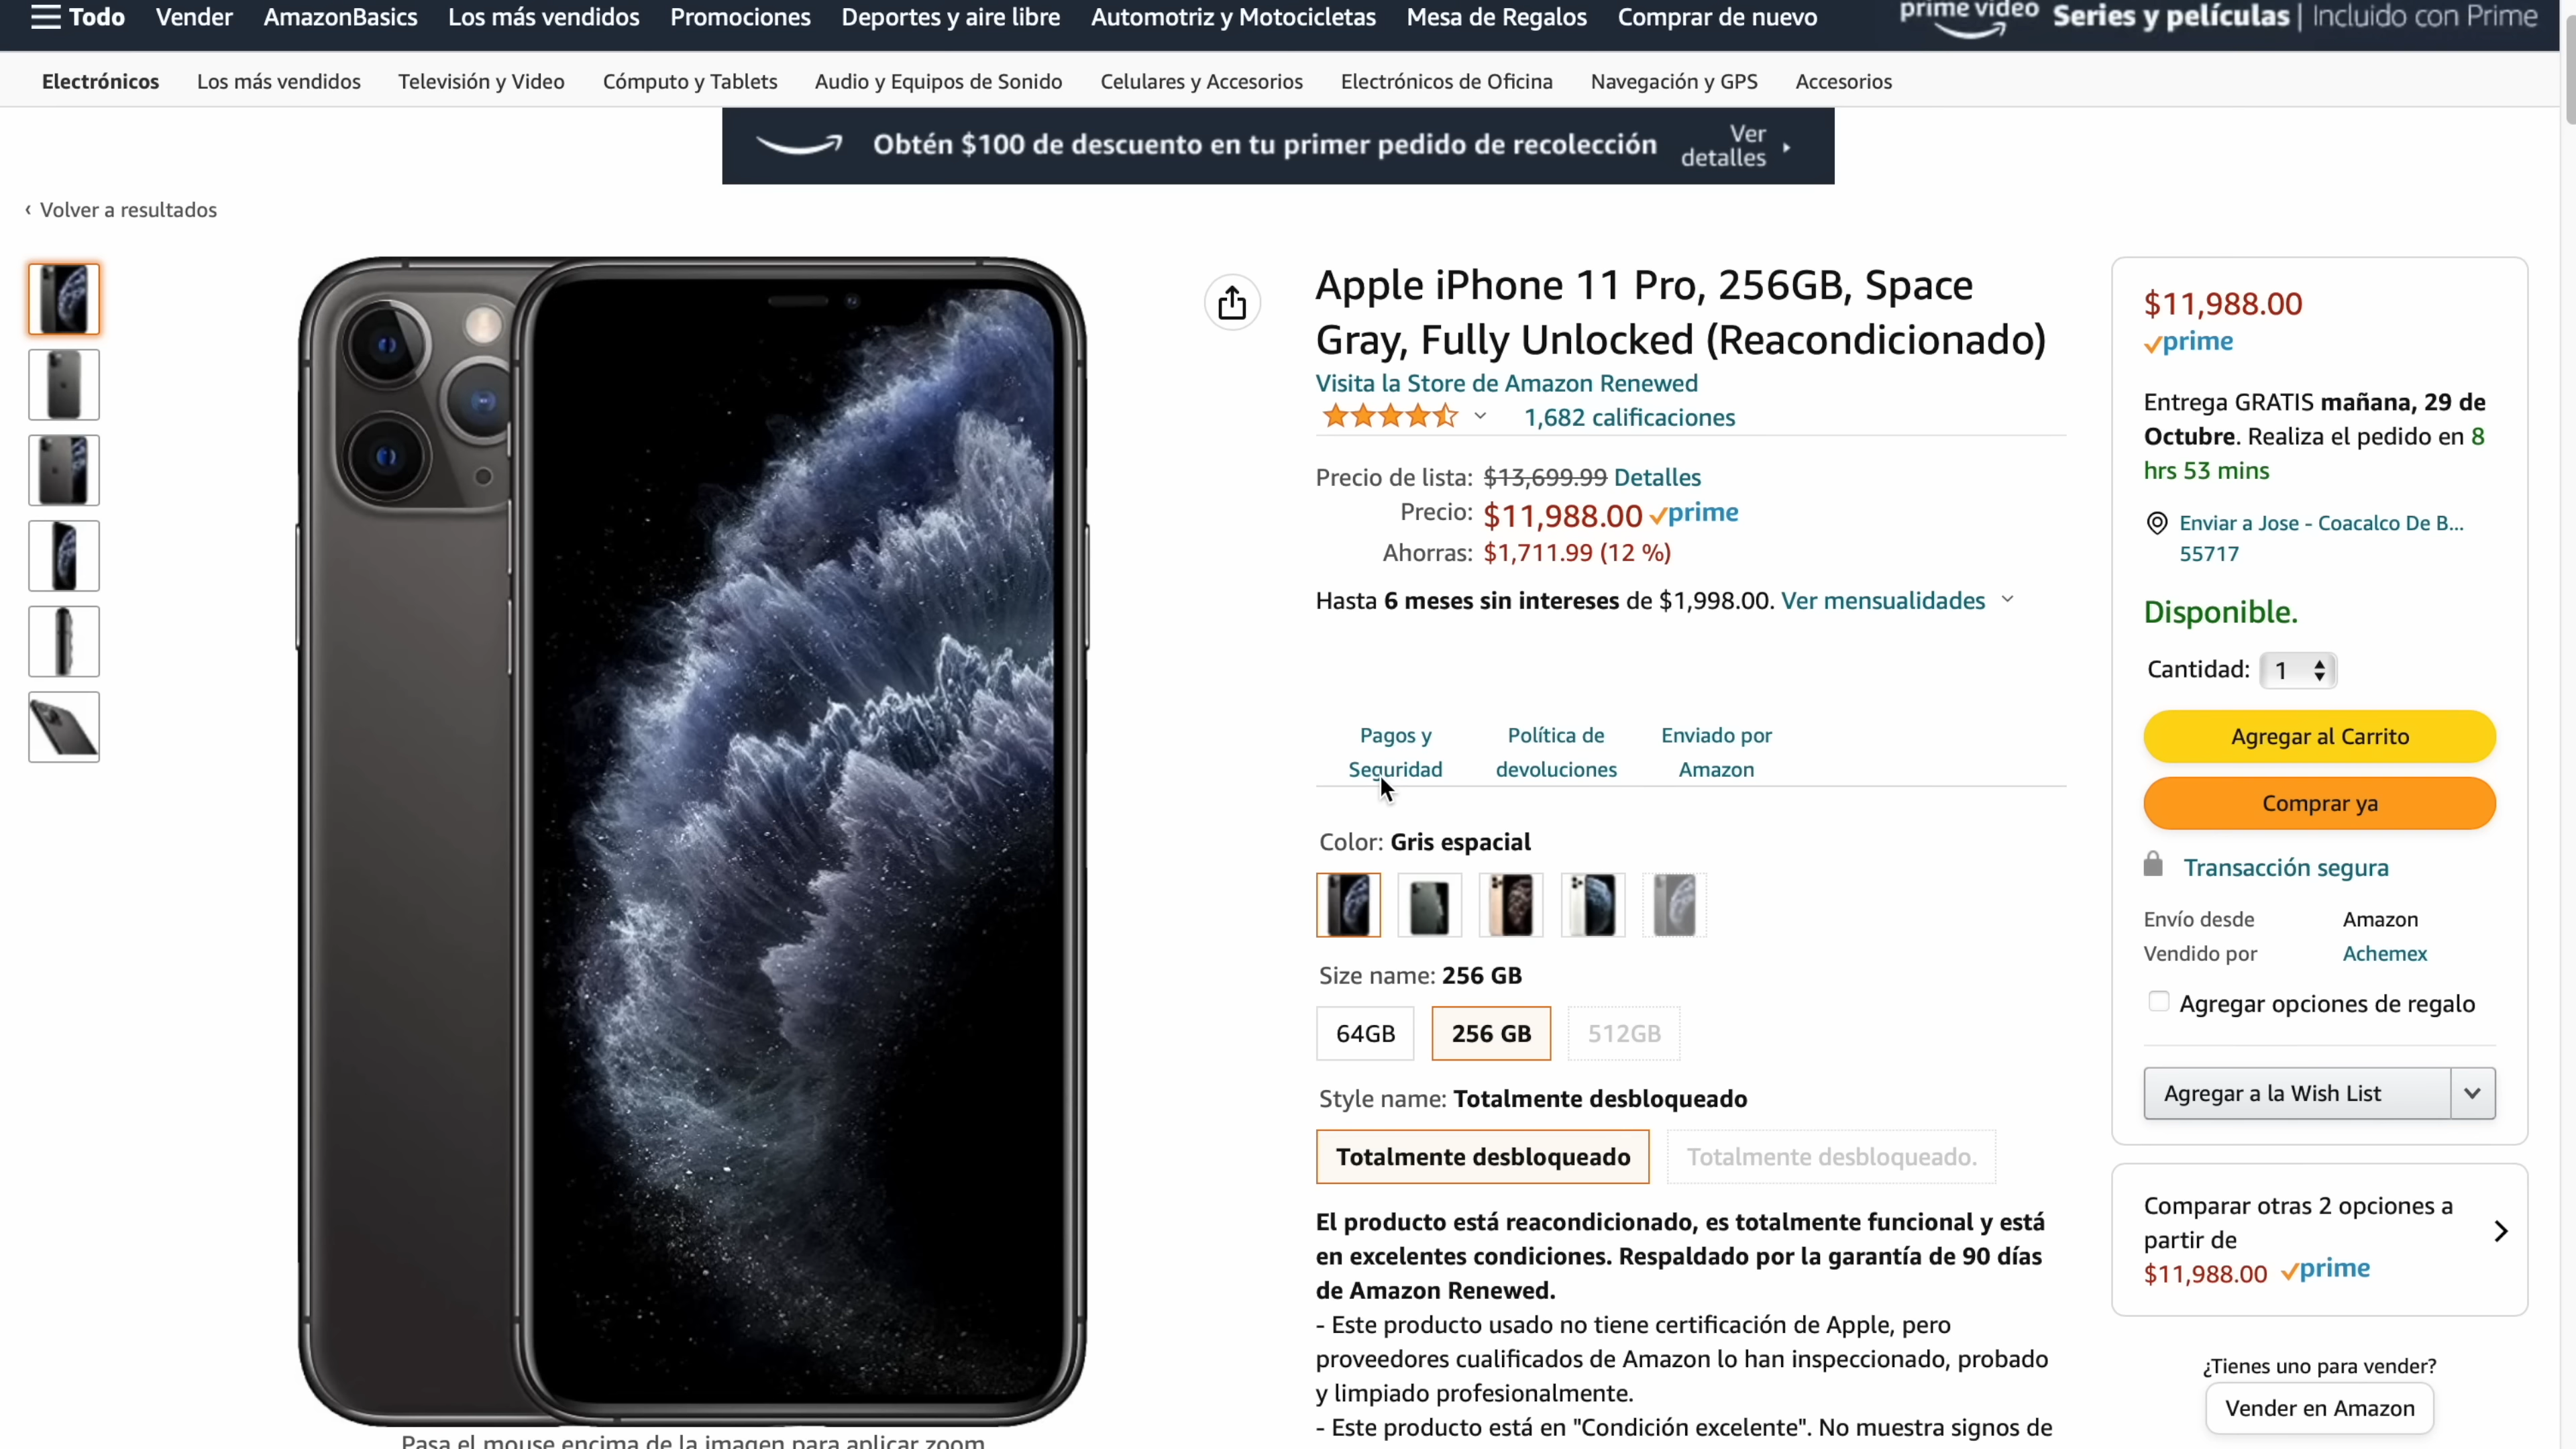 Todo Vender AmazonBasics Los más vendidos Promociones Deportes y aire libre Automotriz y Motocicletas Mesa de Regalos Comprar de nuevo prime video Series y películas | Incluido con Prime
Electrónicos Los más vendidos Televisión y Video Cómputo y Tablets Audio y Equipos de Sonido Celulares y Accesorios Electrónicos de Oficina Navegación y GPS Accesorios
Obtén $100 de descuento en tu primer pedido de recolección Ver
detalles
‹ Volver a resultados
Apple iPhone 11 Pro, 256GB, Space
Gray, Fully Unlocked (Reacondicionado)
Visita la Store de Amazon Renewed
1,682 calificaciones
Precio de lista: $13,699.99 Detalles
Precio: $11,988.00 prime
Ahorras: $1,711.99 (12 %)
Hasta 6 meses sin intereses de $1,998.00. Ver mensualidades
Pagos y
Seguridad
Política de
devoluciones
Enviado por
Amazon
Color: Gris espacial
Size name: 256 GB
64GB 256 GB 512GB
Style name: Totalmente desbloqueado
Totalmente desbloqueado Totalmente desbloqueado.
El producto está reacondicionado, es totalmente funcional y está
en excelentes condiciones. Respaldado por la garantía de 90 días
de Amazon Renewed.
- Este producto usado no tiene certificación de Apple, pero
proveedores cualificados de Amazon lo han inspeccionado, probado
y limpiado profesionalmente.
- Este producto está en "Condición excelente". No muestra signos de
Pasa el mouse encima de la imagen para aplicar zoom
$11,988.00
prime
Entrega GRATIS mañana, 29 de
Octubre. Realiza el pedido en 8
hrs 53 mins
Enviar a Jose - Coacalco De B...
55717
Disponible.
Cantidad: 1
Agregar al Carrito
Comprar ya
Transacción segura
Envío desde Amazon
Vendido por Achemex
Agregar opciones de regalo
Agregar a la Wish List
Comparar otras 2 opciones a
partir de
$11,988.00 prime
¿Tienes uno para vender?
Vender en Amazon